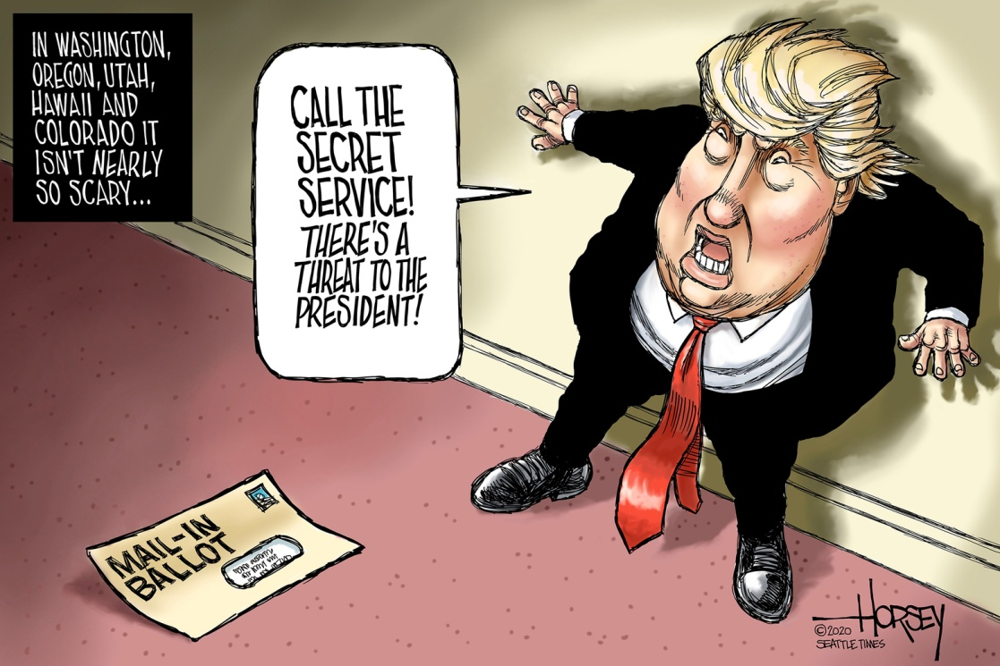 IN WASHINGTON,
OREGON, UTAH,
HAWAII AND
COLORADO IT
ISN'T NEARLY
SO SCARY...
CALL THE
SECRET
SERVICE!
THERE'S A
THREAT TO THE
PRESIDENT!
MAIL-IN
BALLOT
HORSEY
©2020
SEATTLE TIMES